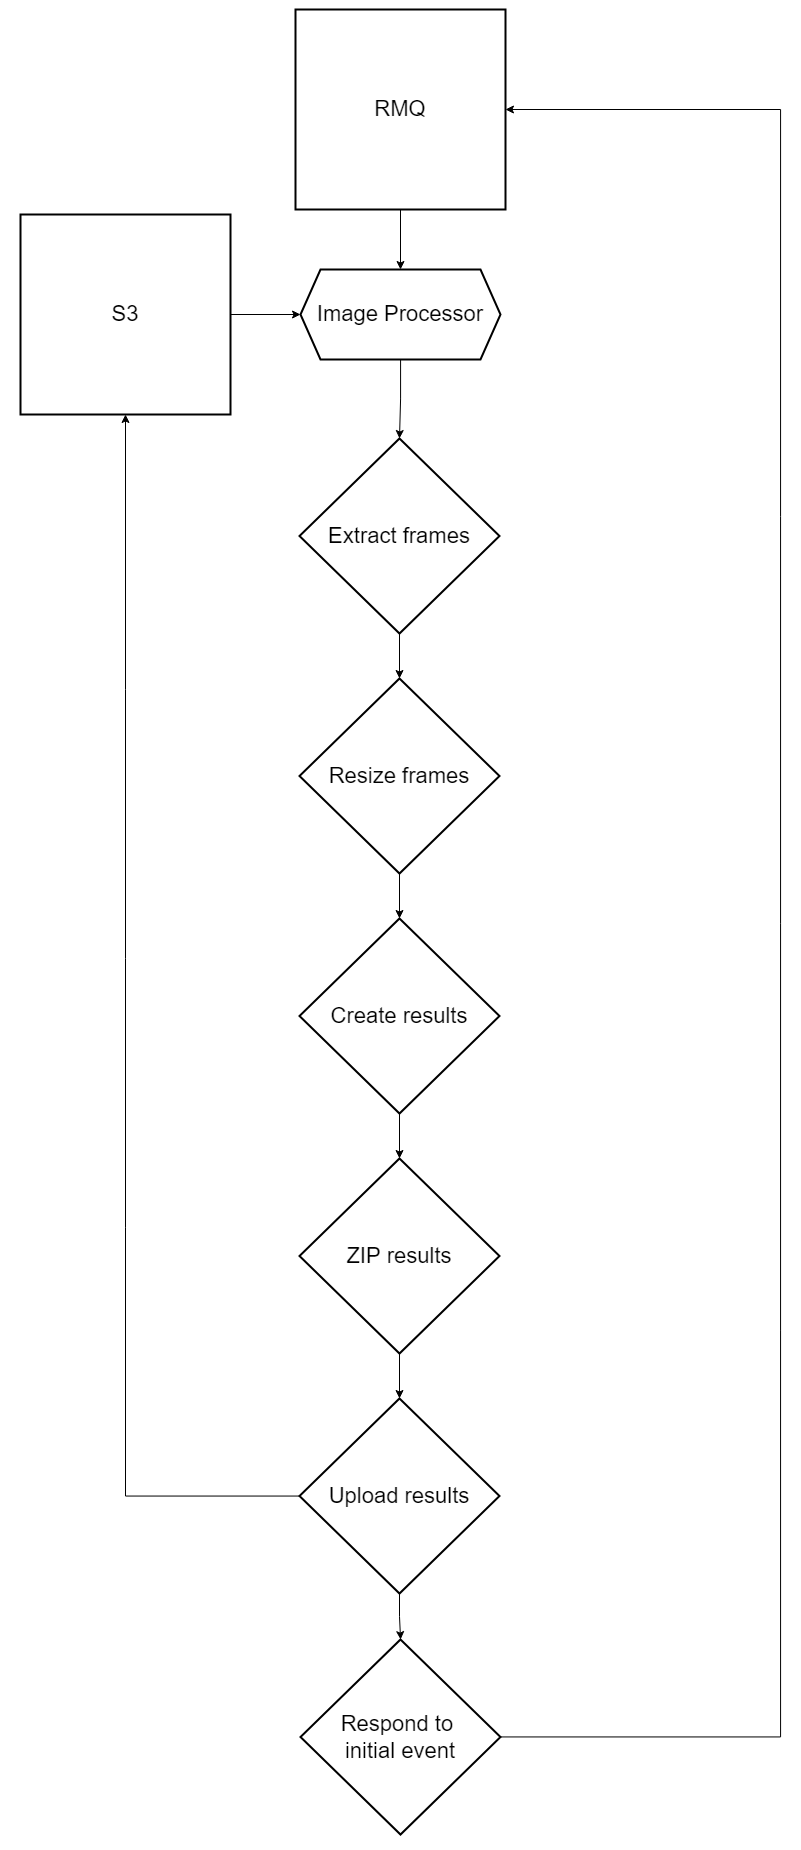 RMQ
S3
Image Processor
Extract frames
Resize frames
Create results
ZIP results
Upload results
Respond to
initial event